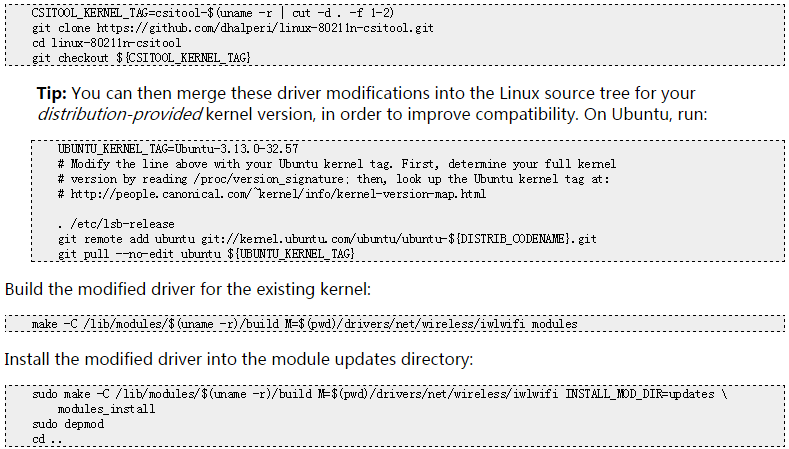 CSITOOL_KERNEL_TAG=csitool-$(uname -r | cut -d . -f 1-2)
git clone https://github.com/dhalperi/linux-80211n-csitool.git
cd linux-80211n-csitool
git checkout ${CSITOOL_KERNEL_TAG}
Tip: You can then merge these driver modifications into the Linux source tree for your
distribution-provided kernel version, in order to improve compatibility. On Ubuntu, run:
UBUNTU_KERNEL_TAG=Ubuntu-3.13.0-32.57
# Modify the line above with your Ubuntu kernel tag. First, determine your full kernel
# version by reading /proc/version_signature; then, look up the Ubuntu kernel tag at:
# http://people.canonical.com/~kernel/info/kernel-version-map.html
. /etc/lsb-release
git remote add ubuntu git://kernel.ubuntu.com/ubuntu/ubuntu-${DISTRIB_CODENAME}.git
git pull --no-edit ubuntu ${UBUNTU_KERNEL_TAG}
Build the modified driver for the existing kernel:
make -C /lib/modules/$(uname -r)/build M=$(pwd)/drivers/net/wireless/iwlwifi modules
Install the modified driver into the module updates directory:
sudo make -C /lib/modules/$(uname -r)/build M=$(pwd)/drivers/net/wireless/iwlwifi INSTALL_MOD_DIR=updates \
modules_install
sudo depmod
cd ..